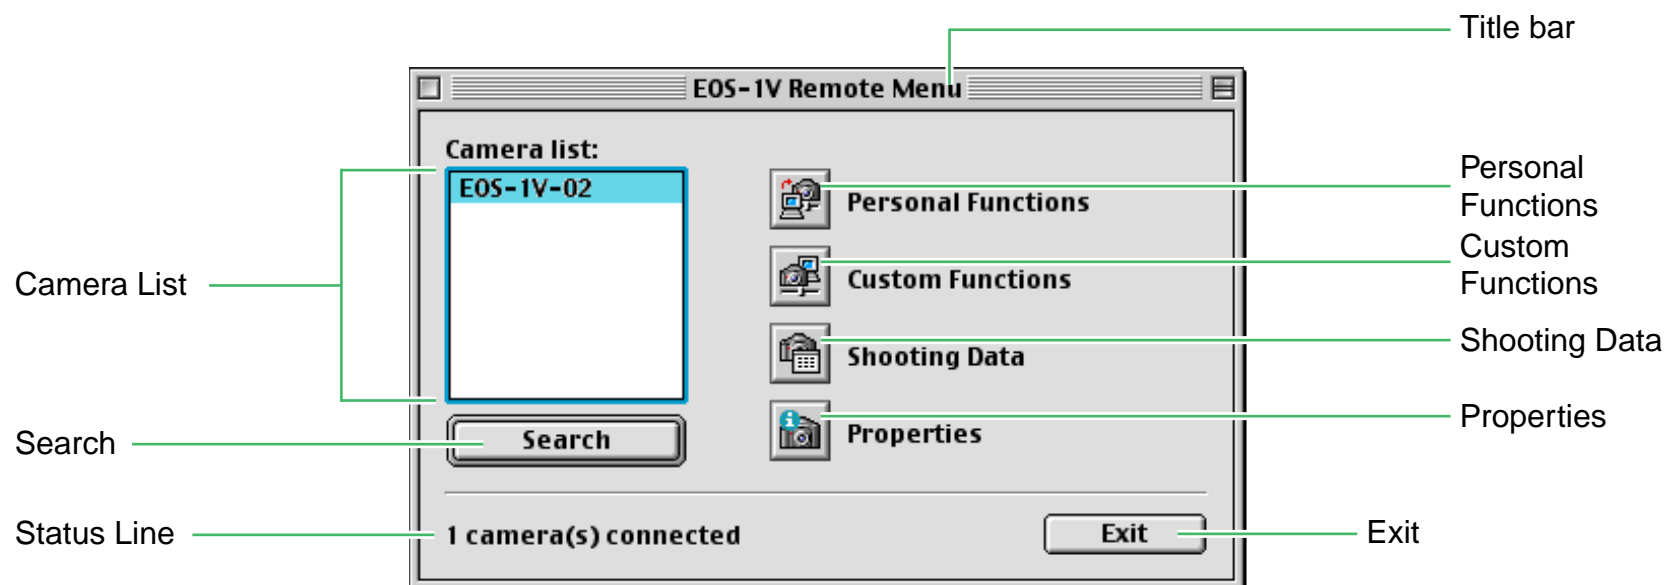 Title bar
EOS-1V Remote Menu
Camera list:
EOS-1V-02
Personal Functions
Personal
Functions
Custom Functions
Custom
Functions
Camera List
Shooting Data
Shooting Data
Search
Search
Properties
Properties
Status Line
1 camera(s) connected
Exit
Exit